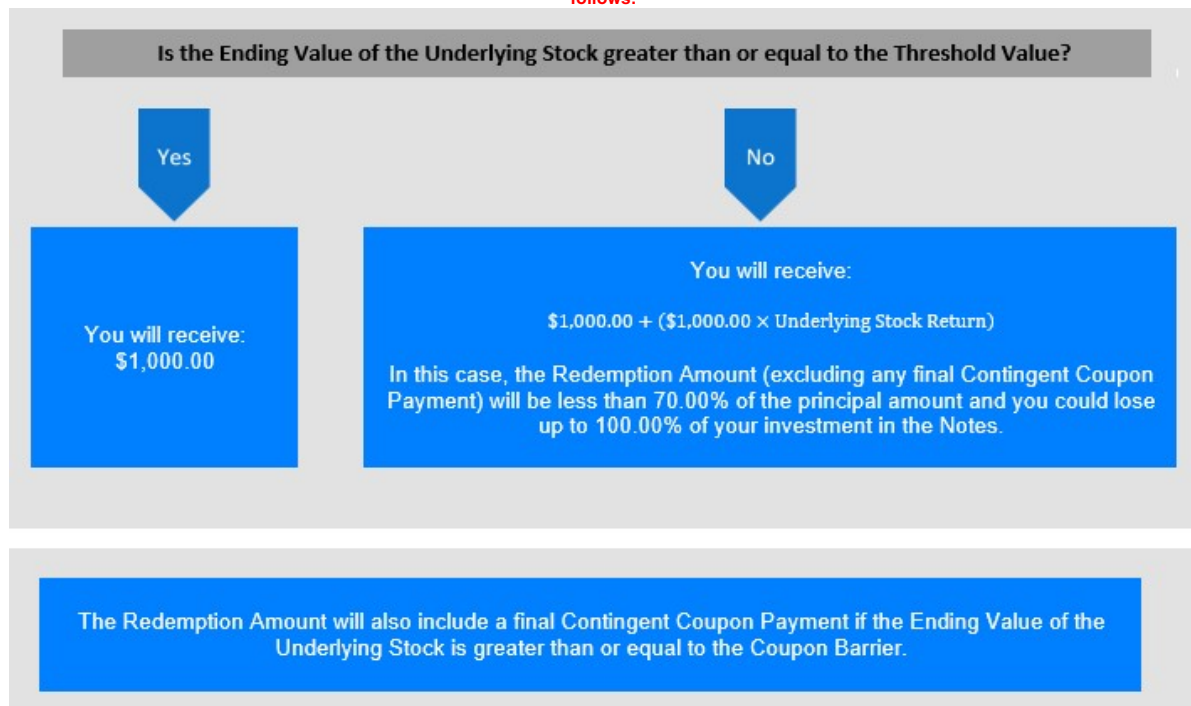 follows:
Is the Ending Value of the Underlying Stock greater than or equal to the Threshold Value?
Yes
No
You will receive:
$1,000.00
You will receive:
$1,000.00 + ($1,000.00 × Underlying Stock Return)
In this case, the Redemption Amount (excluding any final Contingent Coupon
Payment) will be less than 70.00% of the principal amount and you could lose
up to 100.00% of your investment in the Notes.
The Redemption Amount will also include a final Contingent Coupon Payment if the Ending Value of the
Underlying Stock is greater than or equal to the Coupon Barrier.